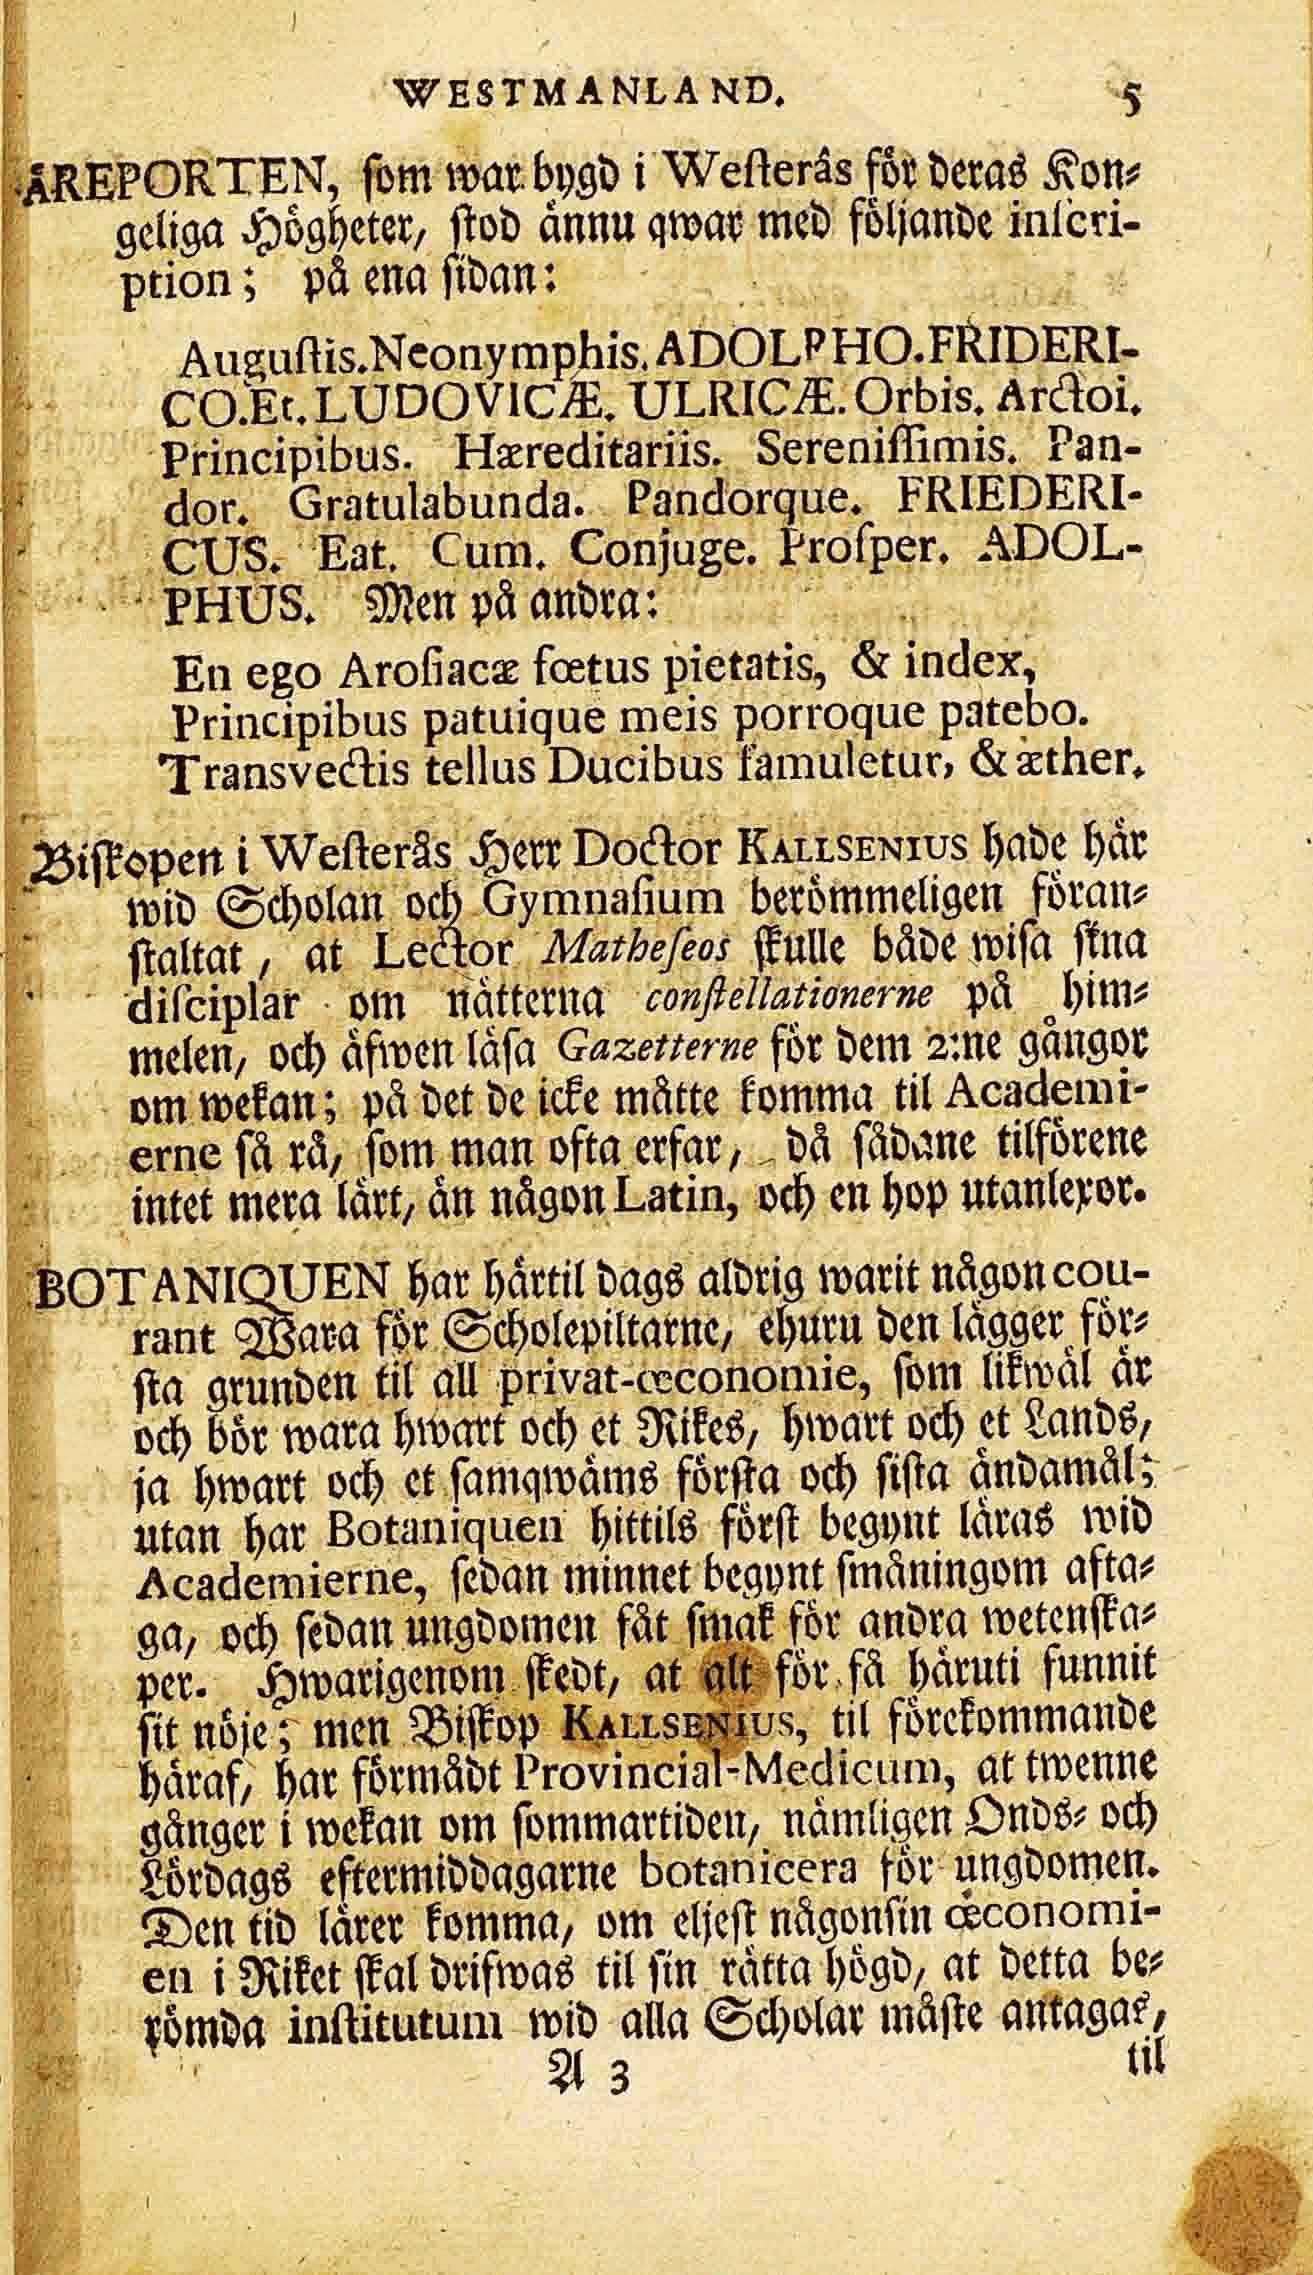 WESTMANLAND. 5
ÅREPORTEN, som war bygd i Westerås för deras Kon-
geliga Högheter, stod ännu qwar med följande inscri-
ption; på ena sidan:
Augustis. Neonymphis. ADOLPHO. FRIDERI-
CO. Et. LUDOVICÆ. ULRICÆ. Orbis. Arctoi.
Principibus. Hæreditariis. Serenissimis. Pan-
dor. Gratulabunda. Pandorque. FRIEDERI-
CUS. Eat. Cum. Conjuge. Prosper. ADOL-
PHUS. Men på andra:
En ego Arosiacæ fœtus pietatis, & index,
Principibus patuique meis porroque patebo.
Transvectis tellus Ducibus famuletur, & æther.
Biskopen i Westerås Herr Doctor KALLSENIUS hade här
wid Scholan och Gymnasium berömmeligen föran-
staltat, at Lector Matheseos skulle både wisa sina
disciplar om nätterna constellationerne på him-
melen, och äfwen läsa Gazetterne för dem 2:ne gångor
om wekan; på det de icke måtte komma til Academi-
erne så rå, som man ofta erfar, då sådane tilförene
intet mera lärt, än någon Latin, och en hop utanlexor.
BOTANIQUEN har härtil dags aldrig warit någon cou-
rant Wara för Scholepiltarne, ehuru den lägger för-
sta grunden til all privat-œconomie, som likwäl är
och bör wara hwart och et Rikes, hwart och et Lands,
ja hwart och et samqwäms första och sista ändamål;
utan har Botaniquen hittils först begynt läras wid
Academierne, sedan minnet begynt småningom afta-
ga, och sedan ungdomen fåt smak för andra wetenska-
per. Hwarigenom skedt, at alt för få häruti funnit
sit nöje; men Biskop KALLSENIUS, til förekommande
häraf, har förmådt Provincial-Medicum, at twenne
gånger i wekan om sommartiden, nämligen Onds- och
Lördags eftermiddagarne botanicera för ungdomen.
Den tid lärer komma, om eljest någonsin œconomi-
en i Riket skal drifwas til sin rätta högd, at detta be-
römda institutum wid alla Scholar måste antagas,
A 3 til